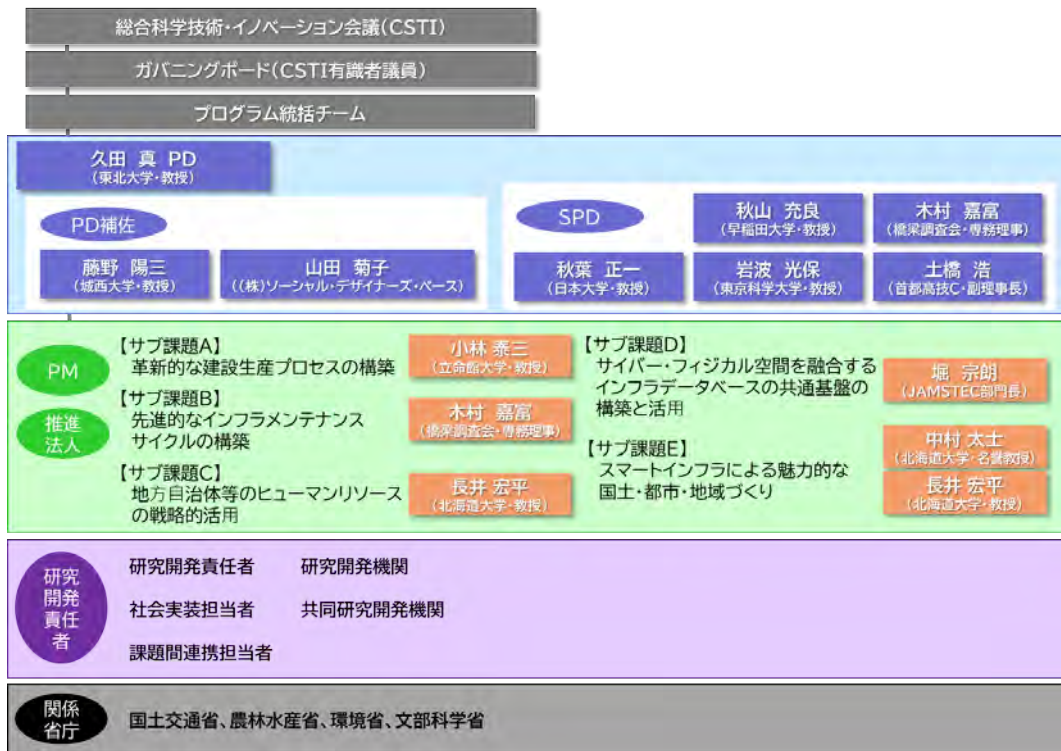 総合科学技術・イノベーション会議(CSTI)
ガバニングボード(CSTI有識者議員)
プログラム統括チーム
久田 真 PD
(東北大学・教授)
PD補佐
藤野 陽三
(城西大学・教授)
山田 菊子
((株)ソーシャル・デザイナーズ・ベース)
SPD
秋山 充良
(早稲田大学・教授)
木村 嘉富
(橋梁調査会・専務理事)
秋葉 正一
(日本大学・教授)
岩波 光保
(東京科学大学・教授)
土橋 浩
(首都高技C・副理事長)
PM
推進
法人
【サブ課題A】
革新的な建設生産プロセスの構築
小林 泰三
(立命館大学・教授)
【サブ課題B】
先進的なインフラメンテナンス
サイクルの構築
木村 嘉富
(橋梁調査会・専務理事)
【サブ課題C】
地方自治体等のヒューマンリソース
の戦略的活用
長井 宏平
(北海道大学・教授)
【サブ課題D】
サイバー・フィジカル空間を融合する
インフラデータベースの共通基盤の
構築と活用
堀 宗朗
(JAMSTEC部門長)
【サブ課題E】
スマートインフラによる魅力的な
国土・都市・地域づくり
中村 太士
(北海道大学・名誉教授)
長井 宏平
(北海道大学・教授)
研究
開発
責任
者
研究開発責任者 研究開発機関
社会実装担当者 共同研究開発機関
課題間連携担当者
関係
省庁
国土交通省、農林水産省、環境省、文部科学省